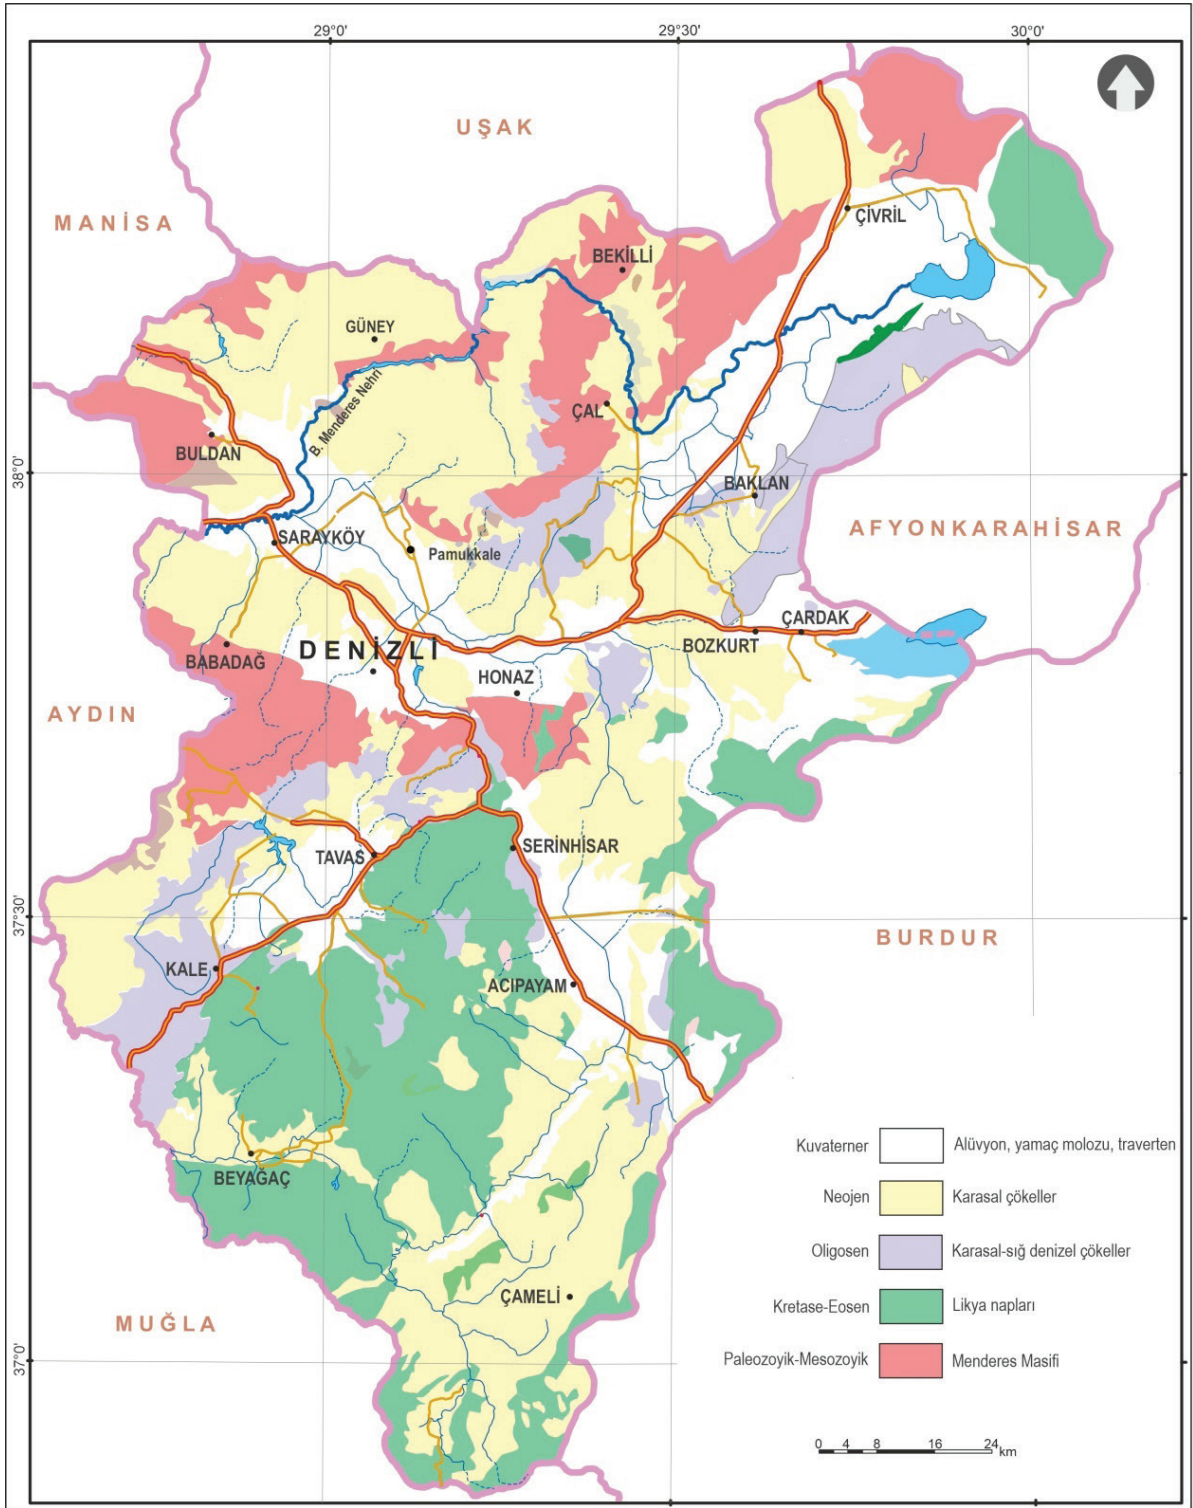 29°0'
29°30'
30°0'
UŞAK
MANİSA
ÇİVRİL
BEKİLLİ
GÜNEY
B. Menderes Nehri
ÇAL
BULDAN
38°0'
BAKLAN
AFYONKARAHİSAR
SARAYKÖY
Pamukkale
ÇARDAK
BOZKURT
DENİZLİ
BABADAĞ
HONAZ
AYDIN
SERİNHİSAR
TAVAS
37°30'
BURDUR
KALE
ACIPAYAM
BEYAĞAÇ
ÇAMELİ
MUĞLA
37°0'
Kuvaterner Alüvyon, yamaç molozu, traverten
Neojen Karasal çökeller
Oligosen Karasal-sığ denizel çökeller
Kretase-Eosen Likya napları
Paleozoyik-Mesozoyik Menderes Masifi
0 4 8 16 24 km